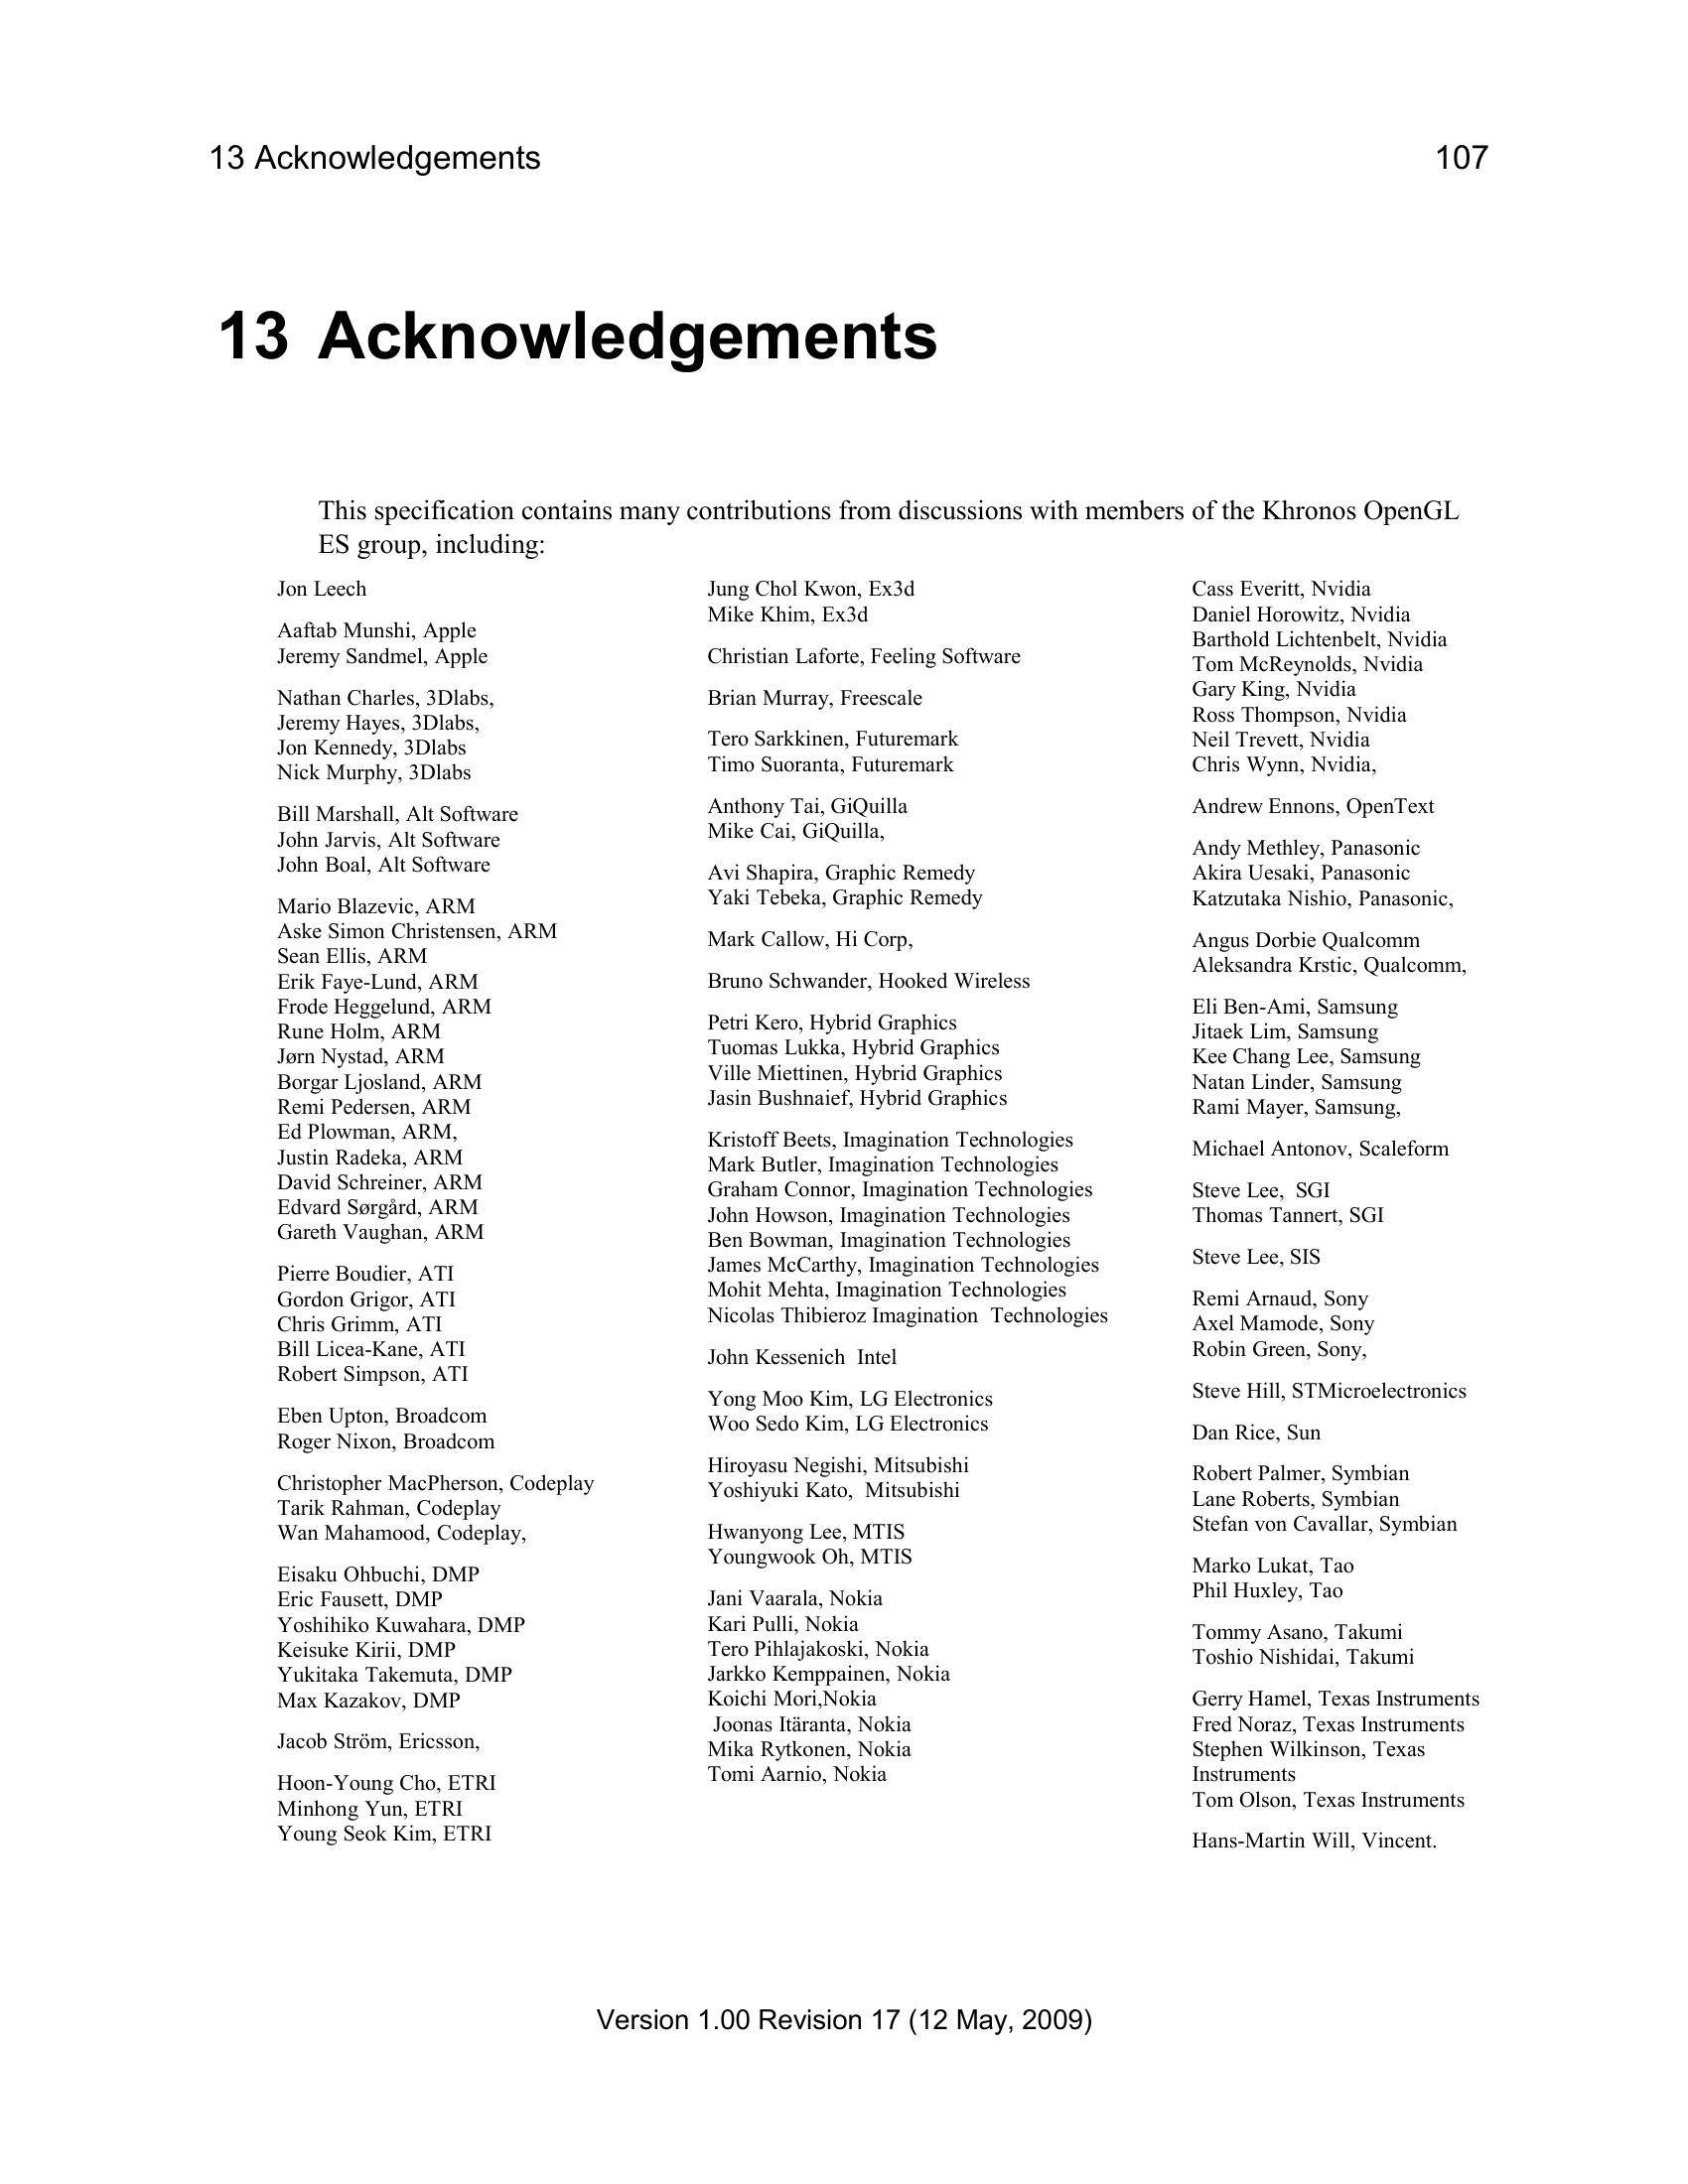 13 Acknowledgements 107
13 Acknowledgements
This specification contains many contributions from discussions with members of the Khronos OpenGL
ES group, including:
Jon Leech
Aaftab Munshi, Apple
Jeremy Sandmel, Apple
Nathan Charles, 3Dlabs,
Jeremy Hayes, 3Dlabs,
Jon Kennedy, 3Dlabs
Nick Murphy, 3Dlabs
Bill Marshall, Alt Software
John Jarvis, Alt Software
John Boal, Alt Software
Mario Blazevic, ARM
Aske Simon Christensen, ARM
Sean Ellis, ARM
Erik Faye-Lund, ARM
Frode Heggelund, ARM
Rune Holm, ARM
Jørn Nystad, ARM
Borgar Ljosland, ARM
Remi Pedersen, ARM
Ed Plowman, ARM,
Justin Radeka, ARM
David Schreiner, ARM
Edvard Sørgård, ARM
Gareth Vaughan, ARM
Pierre Boudier, ATI
Gordon Grigor, ATI
Chris Grimm, ATI
Bill Licea-Kane, ATI
Robert Simpson, ATI
Eben Upton, Broadcom
Roger Nixon, Broadcom
Christopher MacPherson, Codeplay
Tarik Rahman, Codeplay
Wan Mahamood, Codeplay,
Eisaku Ohbuchi, DMP
Eric Fausett, DMP
Yoshihiko Kuwahara, DMP
Keisuke Kirii, DMP
Yukitaka Takemuta, DMP
Max Kazakov, DMP
Jacob Ström, Ericsson,
Hoon-Young Cho, ETRI
Minhong Yun, ETRI
Young Seok Kim, ETRI
Jung Chol Kwon, Ex3d
Mike Khim, Ex3d
Christian Laforte, Feeling Software
Brian Murray, Freescale
Tero Sarkkinen, Futuremark
Timo Suoranta, Futuremark
Anthony Tai, GiQuilla
Mike Cai, GiQuilla,
Avi Shapira, Graphic Remedy
Yaki Tebeka, Graphic Remedy
Mark Callow, Hi Corp,
Bruno Schwander, Hooked Wireless
Petri Kero, Hybrid Graphics
Tuomas Lukka, Hybrid Graphics
Ville Miettinen, Hybrid Graphics
Jasin Bushnaief, Hybrid Graphics
Kristoff Beets, Imagination Technologies
Mark Butler, Imagination Technologies
Graham Connor, Imagination Technologies
John Howson, Imagination Technologies
Ben Bowman, Imagination Technologies
James McCarthy, Imagination Technologies
Mohit Mehta, Imagination Technologies
Nicolas Thibieroz Imagination  Technologies
John Kessenich  Intel
Yong Moo Kim, LG Electronics
Woo Sedo Kim, LG Electronics
Hiroyasu Negishi, Mitsubishi
Yoshiyuki Kato,  Mitsubishi
Hwanyong Lee, MTIS
Youngwook Oh, MTIS
Jani Vaarala, Nokia
Kari Pulli, Nokia
Tero Pihlajakoski, Nokia
Jarkko Kemppainen, Nokia
Koichi Mori,Nokia
Joonas Itäranta, Nokia
Mika Rytkonen, Nokia
Tomi Aarnio, Nokia
Cass Everitt, Nvidia
Daniel Horowitz, Nvidia
Barthold Lichtenbelt, Nvidia
Tom McReynolds, Nvidia
Gary King, Nvidia
Ross Thompson, Nvidia
Neil Trevett, Nvidia
Chris Wynn, Nvidia,
Andrew Ennons, OpenText
Andy Methley, Panasonic
Akira Uesaki, Panasonic
Katzutaka Nishio, Panasonic,
Angus Dorbie Qualcomm
Aleksandra Krstic, Qualcomm,
Eli Ben-Ami, Samsung
Jitaek Lim, Samsung
Kee Chang Lee, Samsung
Natan Linder, Samsung
Rami Mayer, Samsung,
Michael Antonov, Scaleform
Steve Lee,  SGI
Thomas Tannert, SGI
Steve Lee, SIS
Remi Arnaud, Sony
Axel Mamode, Sony
Robin Green, Sony,
Steve Hill, STMicroelectronics
Dan Rice, Sun
Robert Palmer, Symbian
Lane Roberts, Symbian
Stefan von Cavallar, Symbian
Marko Lukat, Tao
Phil Huxley, Tao
Tommy Asano, Takumi
Toshio Nishidai, Takumi
Gerry Hamel, Texas Instruments
Fred Noraz, Texas Instruments
Stephen Wilkinson, Texas
Instruments
Tom Olson, Texas Instruments
Hans-Martin Will, Vincent.
Version 1.00 Revision 17 (12 May, 2009)